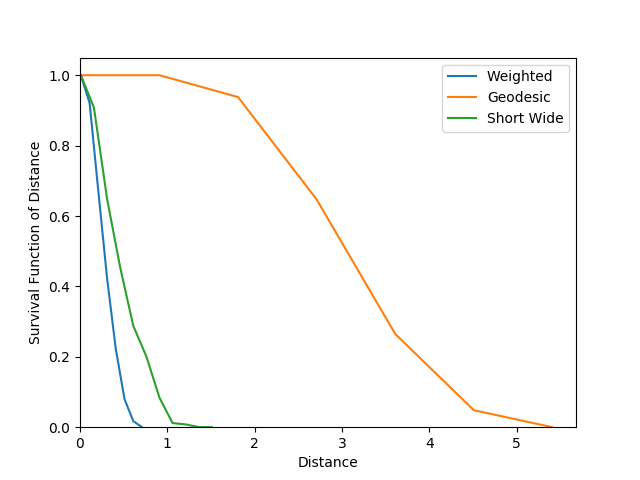 Weighted
Geodesic
Short Wide
Survival Function of Distance
1.0
0.8
0.6
0.4
0.2
0.0
0 1 2 3 4 5
Distance